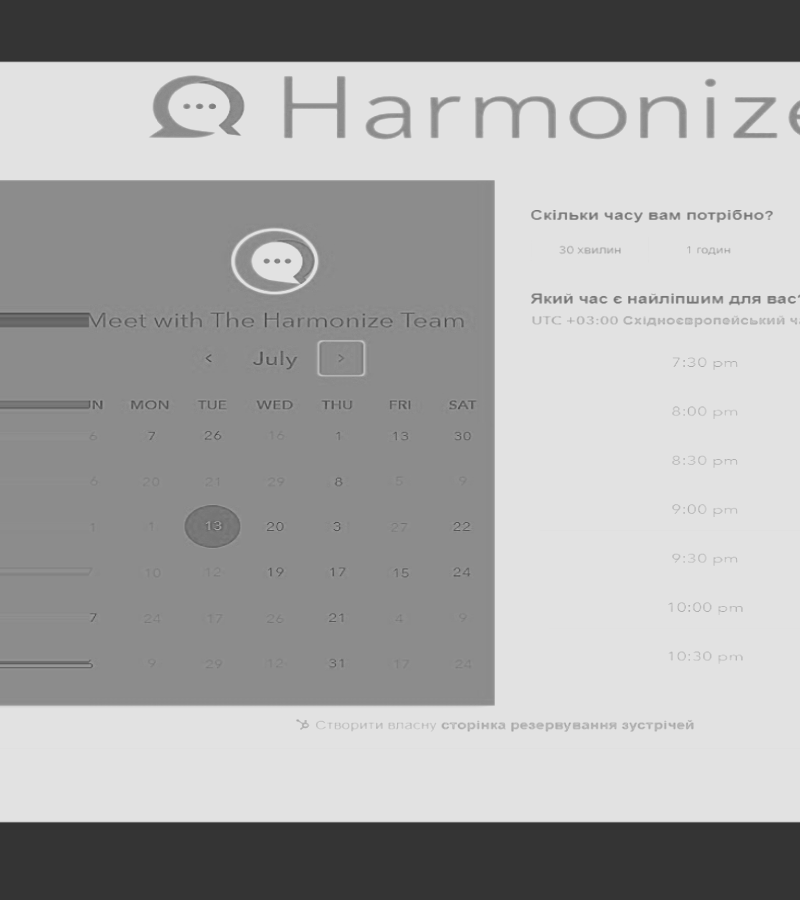 Harmonize
Meet with The Harmonize Team
July
MON TUE WED THU FRI SAT
6 7 26 16 1 13 30
6 20 21 29 8 5 9
1 1 13 20 3 27 22
7 10 12 19 17 15 24
7 24 17 26 21 4 9
9 29 12 31 17 24
Скільки часу вам потрібно?
30 хвилин 1 годин
Який час є найліпшим для вас?
UTC +03:00 Східноєвропейський
7:30 pm
8:00 pm
8:30 pm
9:00 pm
9:30 pm
10:00 pm
10:30 pm
Створити власну сторінка резервування зустрічей